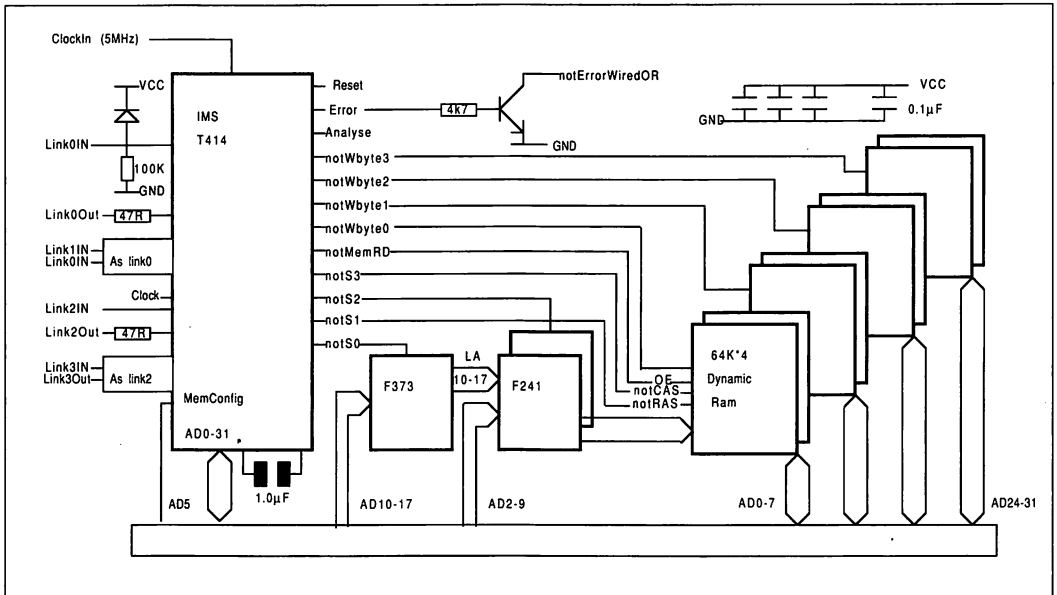 ClockIn (5MHz)
VCC
IMS
T414
Link0IN
100K
GND
Link0Out
47R
Link1IN
Link0IN
As link0
Clock
Link2IN
Link2Out
47R
Link3IN
Link3Out
As link2
MemConfig
AD0-31
Reset
Error
Analyse
notWbyte3
notWbyte2
notWbyte1
notWbyte0
notMemRD
notS3
notS2
notS1
notS0
4k7
notErrorWiredOR
GND
VCC
GND
0.1µF
F373
LA
10-17
F241
OE
notCAS
notRAS
64K*4
Dynamic
Ram
1.0µF
AD5
AD10-17
AD2-9
AD0-7
AD24-31